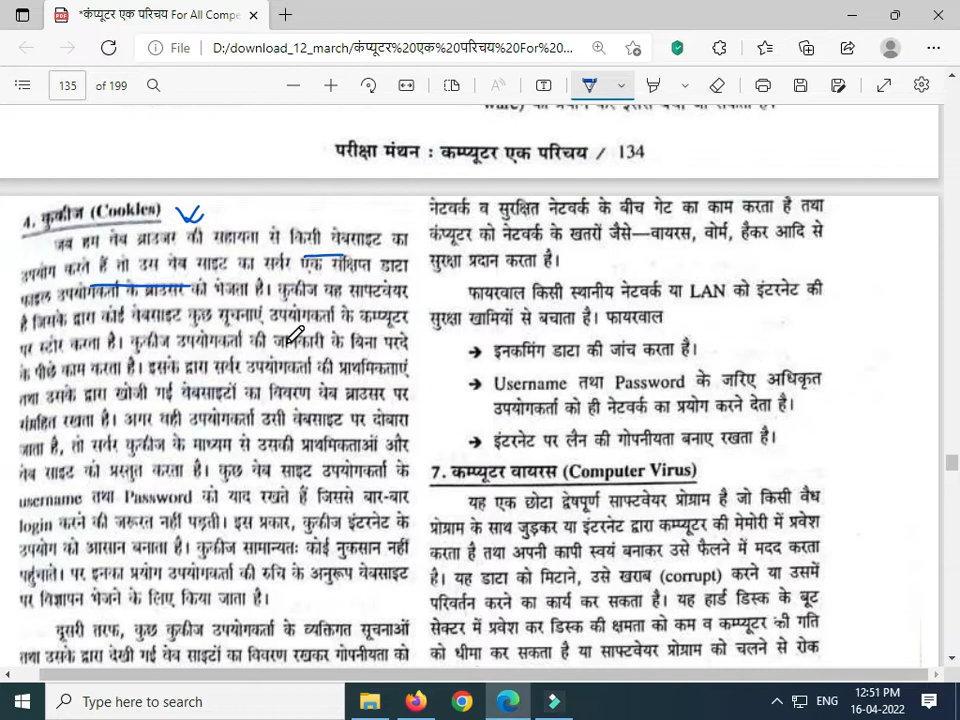 *कंप्यूटर एक परिचय For All Compe
File
D:/download_12_march/कंप्यूटर%20एक%20परिचय%20For%20...
135
of 199
परीक्षा मंथन : कम्प्यूटर एक परिचय / 134
4. कुकीज (Cookies)
जब हम वेब ब्राउजर की सहायता से किसी वेबसाइट का
उपयोग करते हैं तो उस वेब साइट का सर्वर एक संक्षिप्त डाटा
फाइल उपयोगकर्ता के ब्राउसर को भेजता है। कुकीज वह साफ्टवेयर
है जिसके द्वारा कोई वेबसाइट कुछ सूचनाएं उपयोगकर्ता के कम्प्यूटर
पर स्टोर करता है। कुकीज उपयोगकर्ता की जानकारी के बिना परदे
के पीछे काम करता है। इसके द्वारा सर्वर उपयोगकर्ता की प्राथमिकताएं
तथा उसके द्वारा खोजी गई वेबसाइटों का विवरण वेब ब्राउसर पर
संग्रहित रखता है। अगर वही उपयोगकर्ता उसी वेबसाइट पर दोबारा
जाता है, तो सर्वर कुकीज के माध्यम से उसकी प्राथमिकताओं और
वेब साइट को प्रस्तुत करता है। कुछ वेब साइट उपयोगकर्ता के
username तथा Password को याद रखते हैं जिससे बार-बार
login करने की जरूरत नहीं पड़ती। इस प्रकार, कुकीज इंटरनेट के
उपयोग को आसान बनाता है। कुकीज सामान्यतः कोई नुकसान नहीं
पहुंचाते। पर इनका प्रयोग उपयोगकर्ता की रुचि के अनुरूप वेबसाइट
पर विज्ञापन भेजने के लिए किया जाता है।
दूसरी तरफ, कुछ कुकीज उपयोगकर्ता के व्यक्तिगत सूचनाओं
तथा उसके द्वारा देखी गई वेब साइटों का विवरण रखकर गोपनीयता को
नेटवर्क व सुरक्षित नेटवर्क के बीच गेट का काम करता है तथा
कंप्यूटर को नेटवर्क के खतरों जैसे—वायरस, वोर्म, हैकर आदि से
सुरक्षा प्रदान करता है।
फायरवाल किसी स्थानीय नेटवर्क या LAN को इंटरनेट की
सुरक्षा खामियों से बचाता है। फायरवाल
➔ इनकमिंग डाटा की जांच करता है।
➔ Username तथा Password के जरिए अधिकृत
उपयोगकर्ता को ही नेटवर्क का प्रयोग करने देता है।
➔ इंटरनेट पर लैन की गोपनीयता बनाए रखता है।
7. कम्प्यूटर वायरस (Computer Virus)
यह एक छोटा द्वेषपूर्ण साफ्टवेयर प्रोग्राम है जो किसी वैध
प्रोग्राम के साथ जुड़कर या इंटरनेट द्वारा कम्प्यूटर की मेमोरी में प्रवेश
करता है तथा अपनी कापी स्वयं बनाकर उसे फैलने में मदद करता
है। यह डाटा को मिटाने, उसे खराब (corrupt) करने या उसमें
परिवर्तन करने का कार्य कर सकता है। यह हार्ड डिस्क के बूट
सेक्टर में प्रवेश कर डिस्क की क्षमता को कम व कम्प्यूटर की गति
को धीमा कर सकता है या साफ्टवेयर प्रोग्राम को चलने से रोक
Type here to search
ENG
12:51 PM
16-04-2022